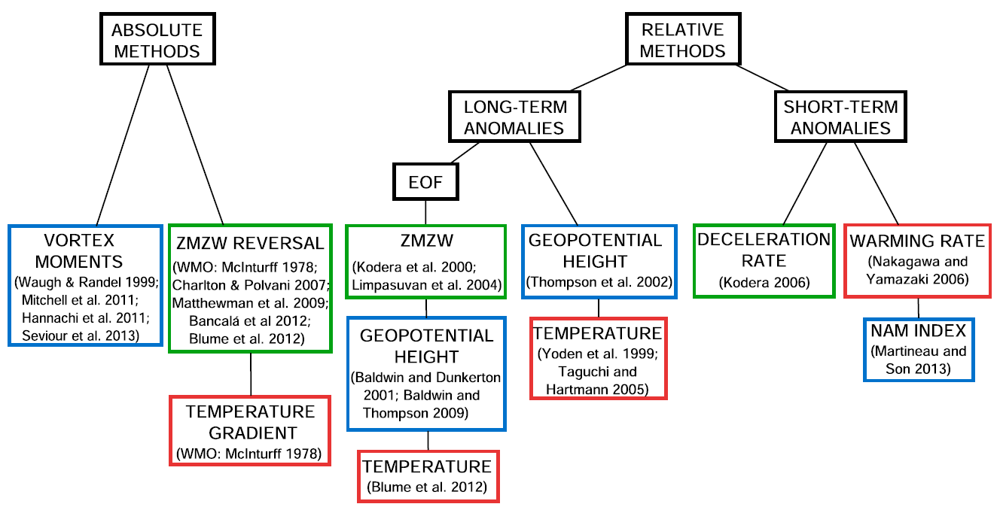 ABSOLUTE
METHODS
RELATIVE
METHODS
LONG-TERM
ANOMALIES
SHORT-TERM
ANOMALIES
EOF
VORTEX
MOMENTS
(Waugh & Randel 1999;
Mitchell et al. 2011;
Hannachi et al. 2011;
Seviour et al. 2013)
ZMZW REVERSAL
(WMO: McInturff 1978;
Charlton & Polvani 2007;
Matthewman et al. 2009;
Bancalá et al 2012;
Blume et al. 2012)
TEMPERATURE
GRADIENT
(WMO: McInturff 1978)
ZMZW
(Kodera et al. 2000;
Limpasuvan et al. 2004)
GEOPOTENTIAL
HEIGHT
(Baldwin and Dunkerton
2001; Baldwin and
Thompson 2009)
TEMPERATURE
(Blume et al. 2012)
GEOPOTENTIAL
HEIGHT
(Thompson et al. 2002)
TEMPERATURE
(Yoden et al. 1999;
Taguchi and
Hartmann 2005)
DECELERATION
RATE
(Kodera 2006)
WARMING RATE
(Nakagawa and
Yamazaki 2006)
NAM INDEX
(Martineau and
Son 2013)